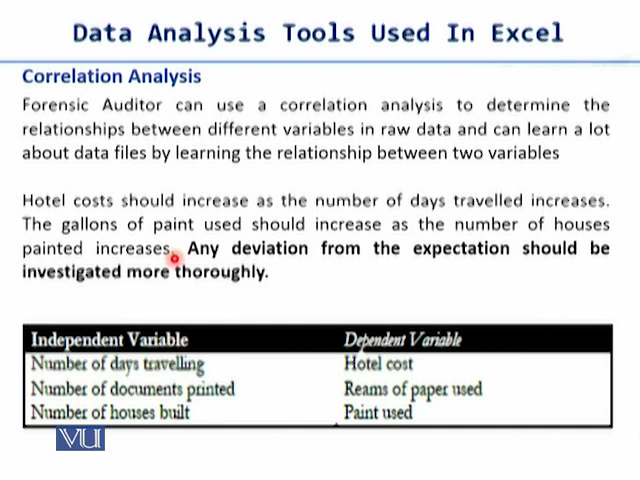 Data Analysis Tools Used In Excel
Correlation Analysis
Forensic Auditor can use a correlation analysis to determine the
relationships between different variables in raw data and can learn a lot
about data files by learning the relationship between two variables
Hotel costs should increase as the number of days travelled increases.
The gallons of paint used should increase as the number of houses
painted increases. Any deviation from the expectation should be
investigated more thoroughly.
Independent Variable Dependent Variable
Number of days travelling Hotel cost
Number of documents printed Reams of paper used
Number of houses built Paint used
VU